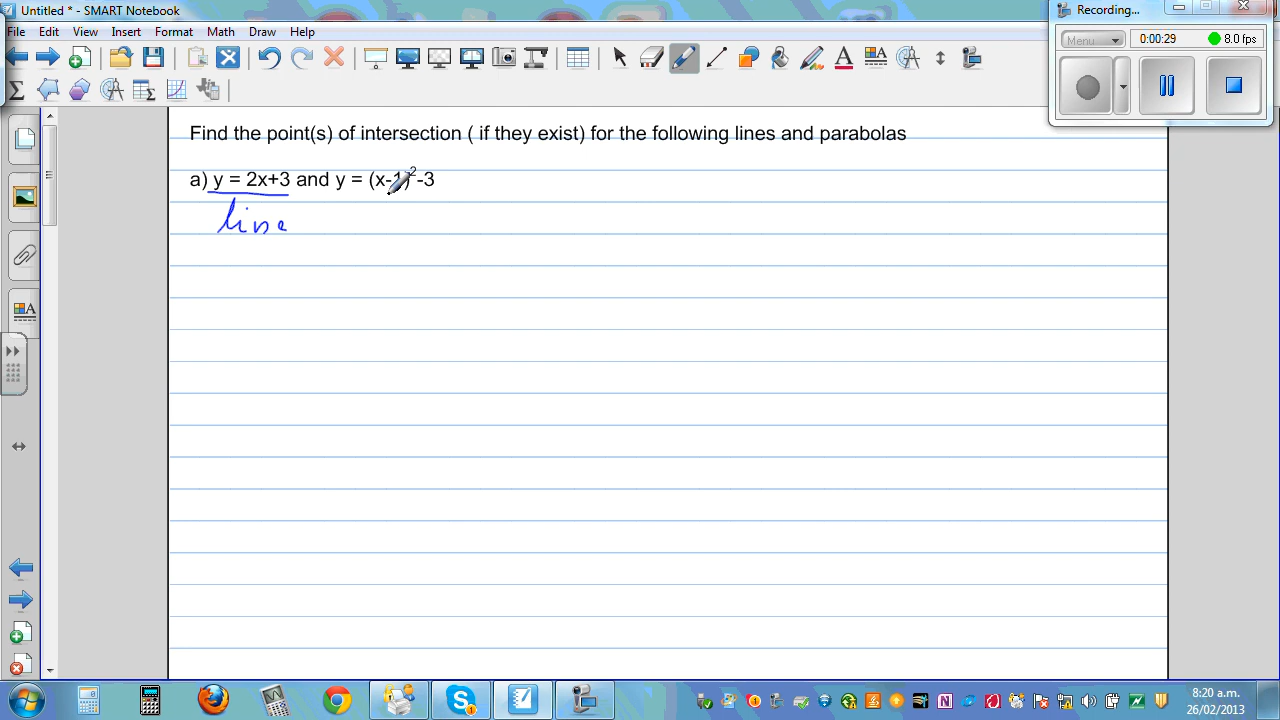 Untitled * - SMART Notebook
File Edit View Insert Format Math Draw Help
Recording...
Menu 0:00:29 8.0 fps
Find the point(s) of intersection ( if they exist) for the following lines and parabolas
a) y = 2x+3 and y = (x-1)²-3
line
8:20 a.m.
26/02/2013